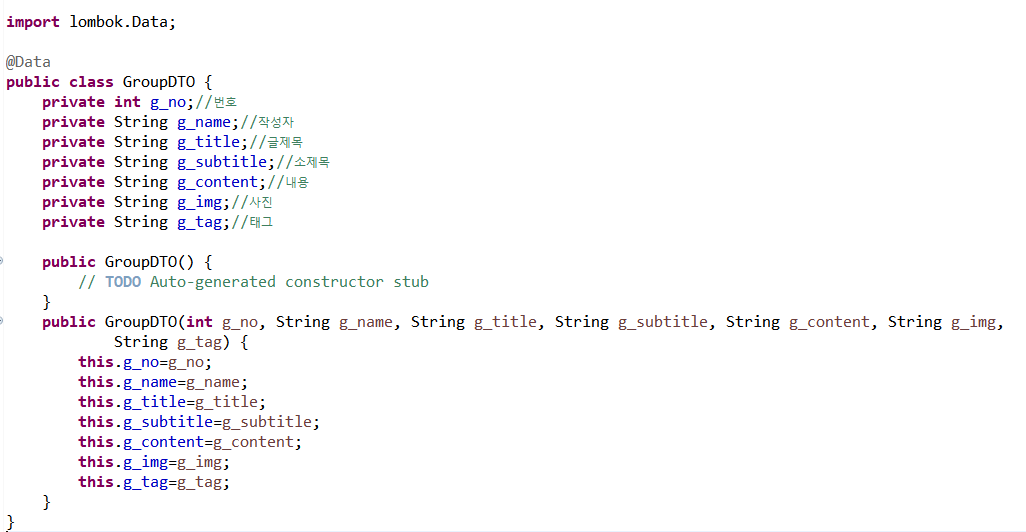 import lombok.Data;
@Data
public class GroupDTO {
private int g_no;//번호
private String g_name;//작성자
private String g_title;//글제목
private String g_subtitle;//소제목
private String g_content;//내용
private String g_img;//사진
private String g_tag;//태그
public GroupDTO() {
// TODO Auto-generated constructor stub
}
public GroupDTO(int g_no, String g_name, String g_title, String g_subtitle, String g_content, String g_img,
String g_tag) {
this.g_no=g_no;
this.g_name=g_name;
this.g_title=g_title;
this.g_subtitle=g_subtitle;
this.g_content=g_content;
this.g_img=g_img;
this.g_tag=g_tag;
}
}